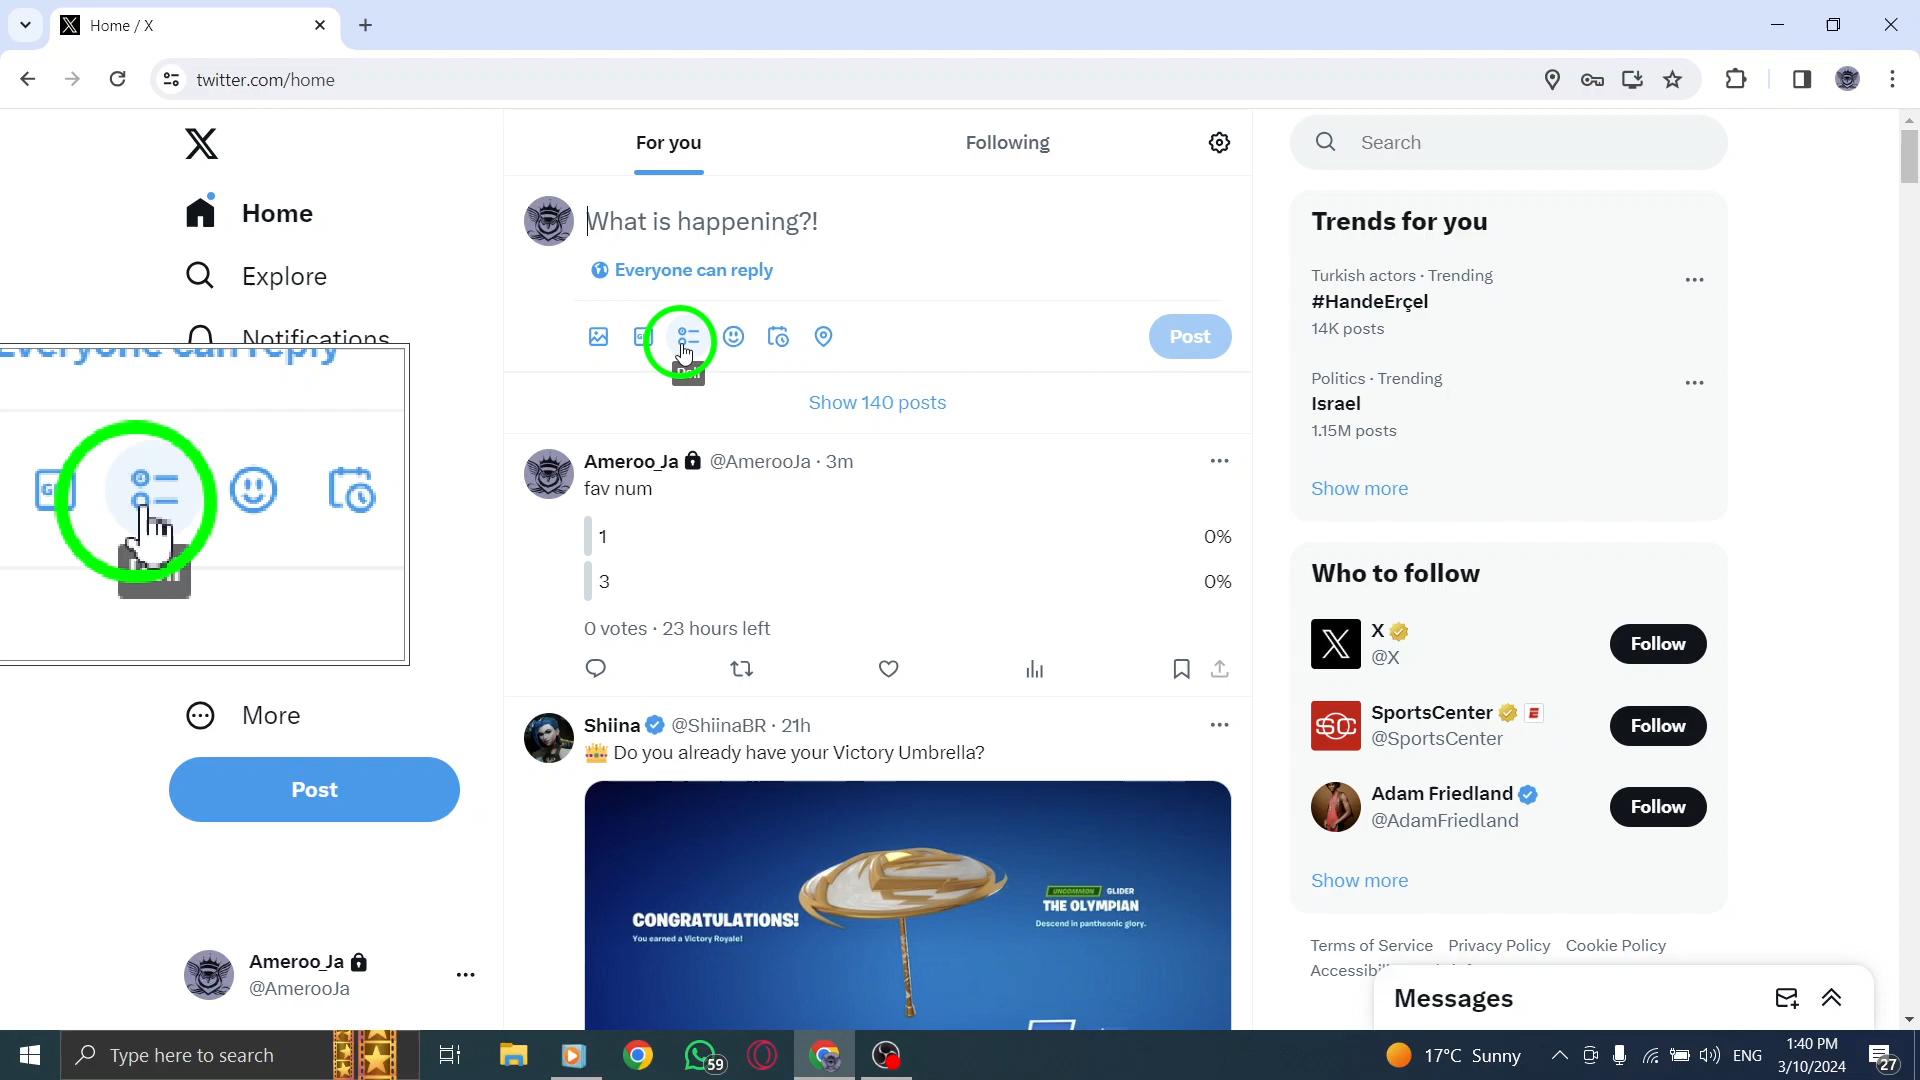 Home / X
twitter.com/home
Home
Explore
Notifications
Everyone can reply
More
Post
Ameroo_Ja
@AmerooJa
For you
Following
What is happening?!
Everyone can reply
Post
Show 140 posts
Ameroo_Ja @AmerooJa · 3m
fav num
1 0%
3 0%
0 votes · 23 hours left
Shiina @ShiinaBR · 21h
Do you already have your Victory Umbrella?
CONGRATULATIONS!
You earned a Victory Royale!
UNCOMMON GLIDER
THE OLYMPIAN
Descend in pantheonic glory.
Search
Trends for you
Turkish actors · Trending
#HandeErçel
14K posts
Politics · Trending
Israel
1.15M posts
Show more
Who to follow
X
@X
Follow
SportsCenter
@SportsCenter
Follow
Adam Friedland
@AdamFriedland
Follow
Show more
Terms of Service Privacy Policy Cookie Policy
Messages
Type here to search
59
17°C Sunny
ENG
1:40 PM
3/10/2024
27